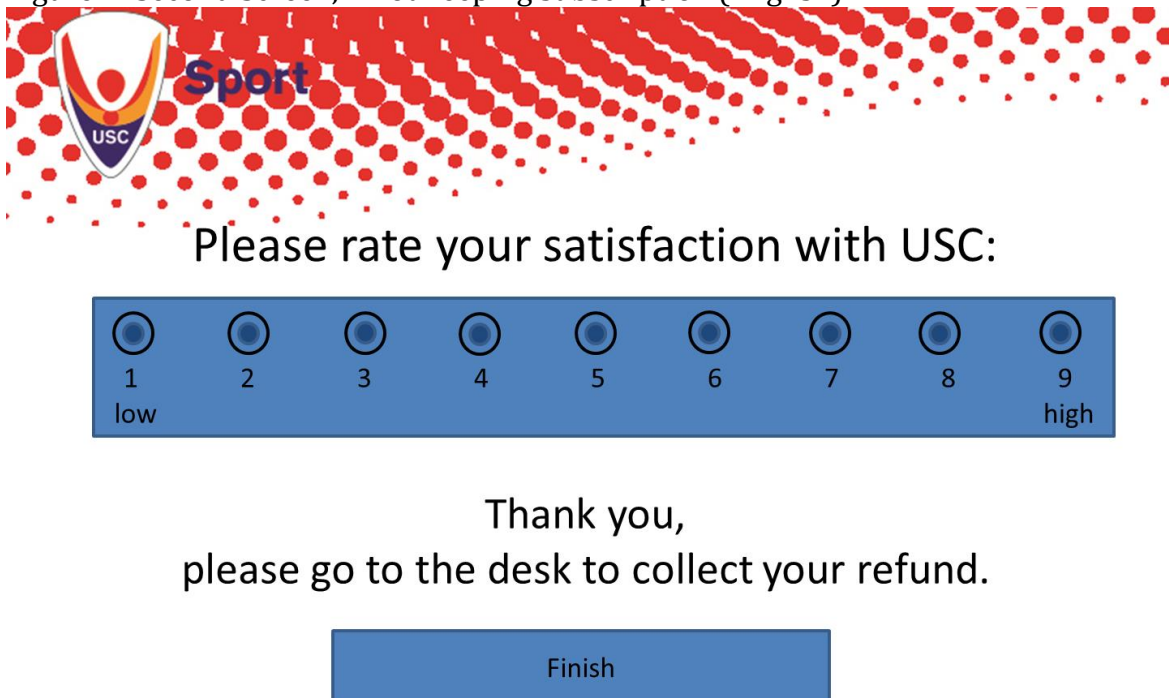 Sport
USC
Please rate your satisfaction with USC:
1 2 3 4 5 6 7 8 9
low high
Thank you,
please go to the desk to collect your refund.
Finish